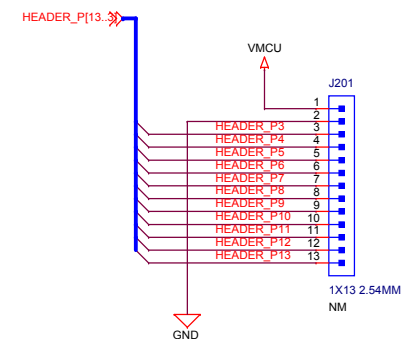 HEADER_P[13..3]
VMCU
J201
1
2
HEADER_P3 3
HEADER_P4 4
HEADER_P5 5
HEADER_P6 6
HEADER_P7 7
HEADER_P8 8
HEADER_P9 9
HEADER_P10 10
HEADER_P11 11
HEADER_P12 12
HEADER_P13 13
1X13 2.54MM
NM
GND